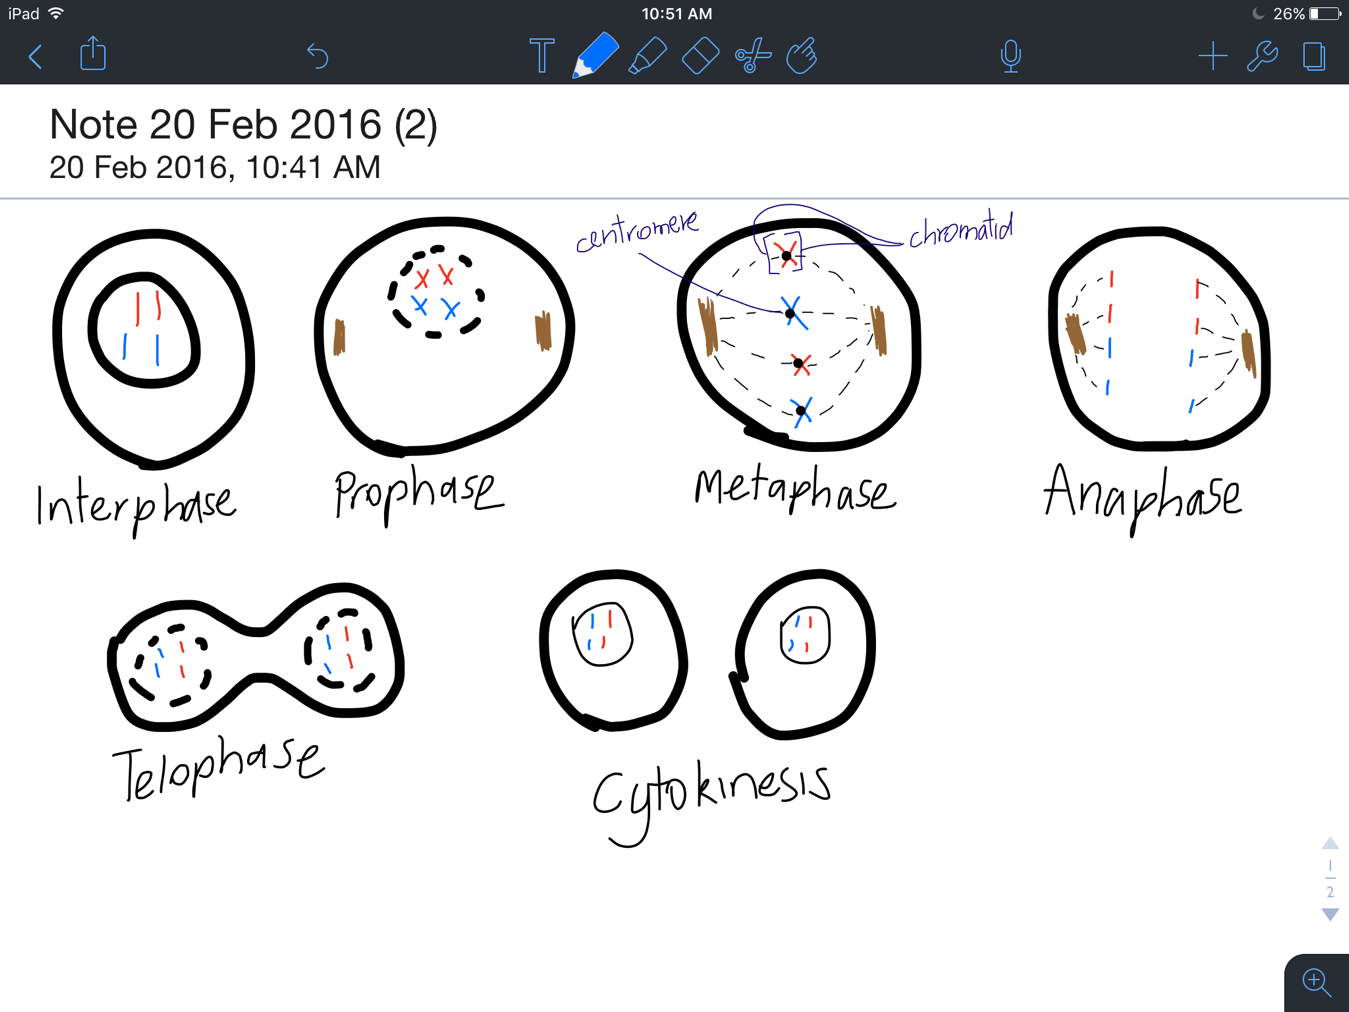 iPad
10:51 AM
26%
T
Note 20 Feb 2016 (2)
20 Feb 2016, 10:41 AM
centromere
chromatid
Interphase
Prophase
Metaphase
Anaphase
Telophase
Cytokinesis
1
2